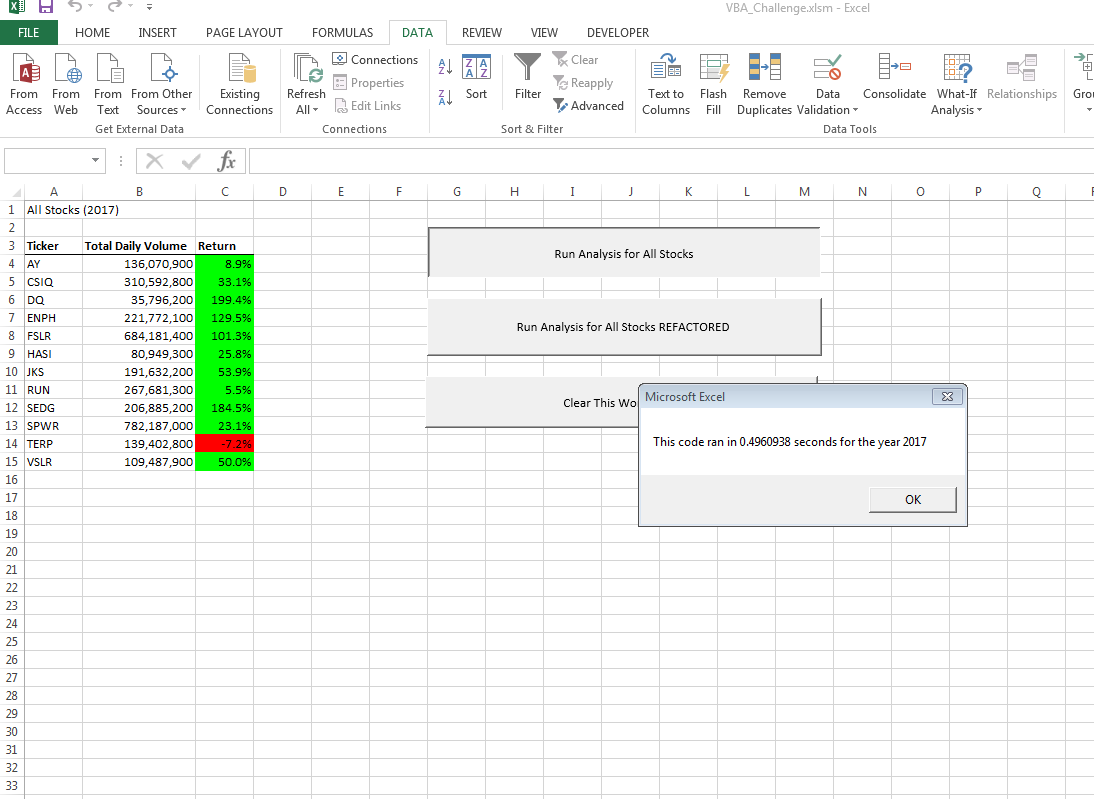 VBA_Challenge.xlsm - Excel
FILE HOME INSERT PAGE LAYOUT FORMULAS DATA REVIEW VIEW DEVELOPER
From Access
From Web
From Text
From Other Sources
Existing Connections
Get External Data
Refresh All
Connections
Properties
Edit Links
Connections
Sort
Filter
Clear
Reapply
Advanced
Sort & Filter
Text to Columns
Flash Fill
Remove Duplicates
Data Validation
Consolidate
What-If Analysis
Relationships
Data Tools
fx
A B C D E F G H I J K L M N O P Q
1 All Stocks (2017)
2
3 Ticker Total Daily Volume Return
4 AY 136,070,900 8.9%
5 CSIQ 310,592,800 33.1%
6 DQ 35,796,200 199.4%
7 ENPH 221,772,100 129.5%
8 FSLR 684,181,400 101.3%
9 HASI 80,949,300 25.8%
10 JKS 191,632,200 53.9%
11 RUN 267,681,300 5.5%
12 SEDG 206,885,200 184.5%
13 SPWR 782,187,000 23.1%
14 TERP 139,402,800 -7.2%
15 VSLR 109,487,900 50.0%
16
17
18
19
20
21
22
23
24
25
26
27
28
29
30
31
32
33
Run Analysis for All Stocks
Run Analysis for All Stocks REFACTORED
Clear This Wo
Microsoft Excel
This code ran in 0.4960938 seconds for the year 2017
OK